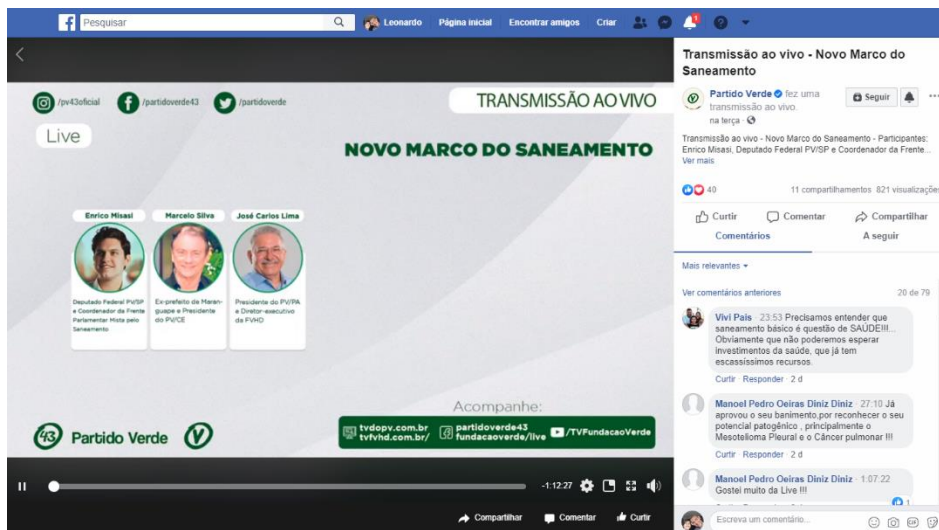 Pesquisar
Leonardo Página inicial Encontrar amigos Criar
/pv43oficial /partidoverde43 /partidoverde
TRANSMISSÃO AO VIVO
Live
NOVO MARCO DO SANEAMENTO
Enrico Misasi
Deputado Federal PV/SP
e Coordenador da Frente
Parlamentar Mista pelo
Saneamento
Marcelo Silva
Ex-prefeito da Maren-
guape e Presidente
do PV/CE
José Carlos Lima
Presidente do PV/PA
e Diretor-executivo
da FVHD
Acompanhe:
tvdopv.com.br
tvfvhd.com.br/
partidoverde43
fundacaoverde/live
/TVFundacaoVerde
43 Partido Verde V
-1:12:27
Compartilhar Comentar Curtir
Transmissão ao vivo - Novo Marco do
Saneamento
Partido Verde fez uma
transmissão ao vivo.
na terça ·
Seguir
Transmissão ao vivo - Novo Marco do Saneamento - Participantes:
Enrico Misasi, Deputado Federal PV/SP e Coordenador da Frente...
Ver mais
40 11 compartilhamentos 821 visualizações
Curtir Comentar Compartilhar
Comentários A seguir
Mais relevantes
Ver comentários anteriores 20 de 79
Vivi Pais · 23:53 Precisamos entender que
saneamento básico é questão de SAÚDE!!!...
Obviamente que não poderemos esperar
investimentos da saúde, que já tem
escassíssimos recursos.
Curtir · Responder · 2 d
Manoel Pedro Oeiras Diniz Diniz · 27:10 Já
aprovou o seu banimento,por reconhecer o seu
potencial patogênico , principalmente o
Mesotelioma Pleural e o Câncer pulmonar !!!
Curtir · Responder · 2 d
Manoel Pedro Oeiras Diniz Diniz · 1:07:22
Gostei muito da Live !!!
1
Escreva um comentário...